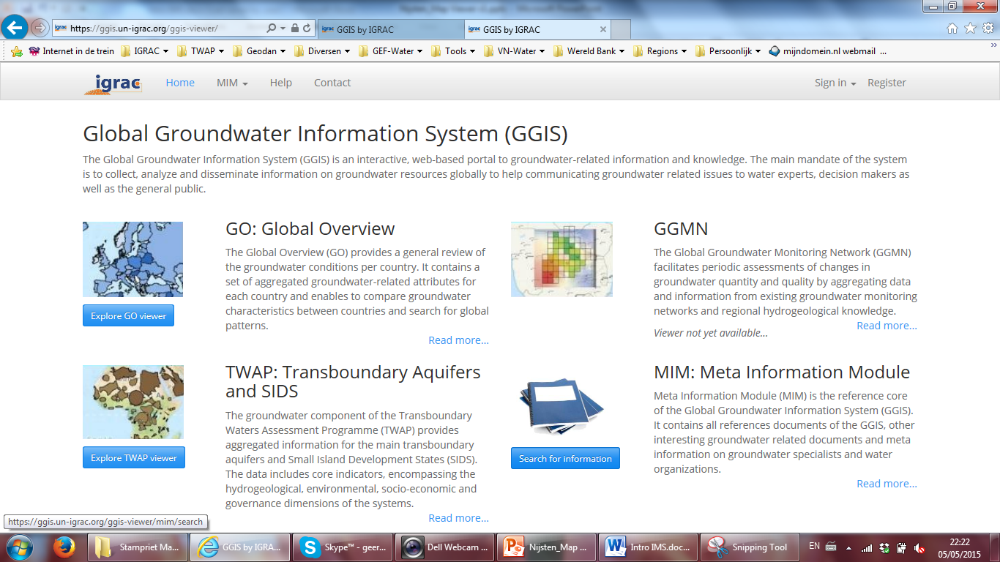 Nijsten_Map Viewer v2.pptx - Microsoft PowerPoint
igrac https://ggis.un-igrac.org/ggis-viewer/
igrac GGIS by IGRAC
igrac GGIS by IGRAC
Internet in de trein IGRAC TWAP Geodan Diversen GEF-Water Tools VN-Water Wereld Bank Regions Persoonlijk mijndomein.nl webmail ...
igrac Home MIM Help Contact Sign in Register
Global Groundwater Information System (GGIS)
The Global Groundwater Information System (GGIS) is an interactive, web-based portal to groundwater-related information and knowledge. The main mandate of the system
is to collect, analyze and disseminate information on groundwater resources globally to help communicating groundwater related issues to water experts, decision makers as
well as the general public.
GO: Global Overview
The Global Overview (GO) provides a general review of
the groundwater conditions per country. It contains a
set of aggregated groundwater-related attributes for
each country and enables to compare groundwater
characteristics between countries and search for global
patterns.
Read more...
Explore GO viewer
GGMN
The Global Groundwater Monitoring Network (GGMN)
facilitates periodic assessments of changes in
groundwater quantity and quality by aggregating data
and information from existing groundwater monitoring
networks and regional hydrogeological knowledge.
Read more...
Viewer not yet available...
TWAP: Transboundary Aquifers
and SIDS
The groundwater component of the Transboundary
Waters Assessment Programme (TWAP) provides
aggregated information for the main transboundary
aquifers and Small Island Development States (SIDS).
The data includes core indicators, encompassing the
hydrogeological, environmental, socio-economic and
governance dimensions of the systems.
Read more...
Explore TWAP viewer
MIM: Meta Information Module
Meta Information Module (MIM) is the reference core
of the Global Groundwater Information System (GGIS).
It contains all references documents of the GGIS, other
interesting groundwater related documents and meta
information on groundwater specialists and water
organizations.
Read more...
Search for information
https://ggis.un-igrac.org/ggis-viewer/mim/search
Stampriet Ma... GGIS by IGRA... Skype™ - geer... Dell Webcam ... Nijsten_Map ... Intro IMS.doc... Snipping Tool EN 22:22
05/05/2015